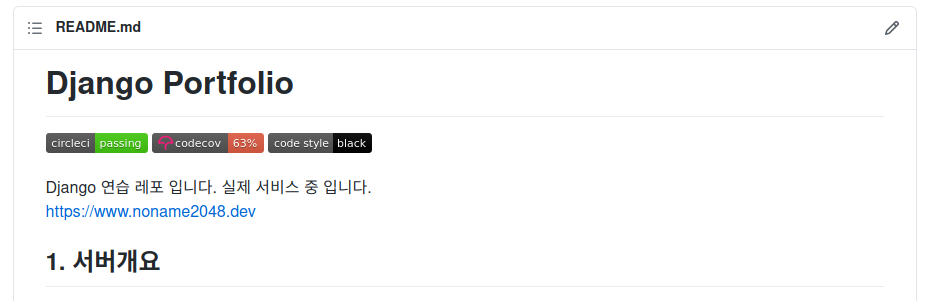 README.md
Django Portfolio
circleci passing codecov 63% code style black
Django 연습 레포 입니다. 실제 서비스 중 입니다.
https://www.noname2048.dev
1. 서버개요